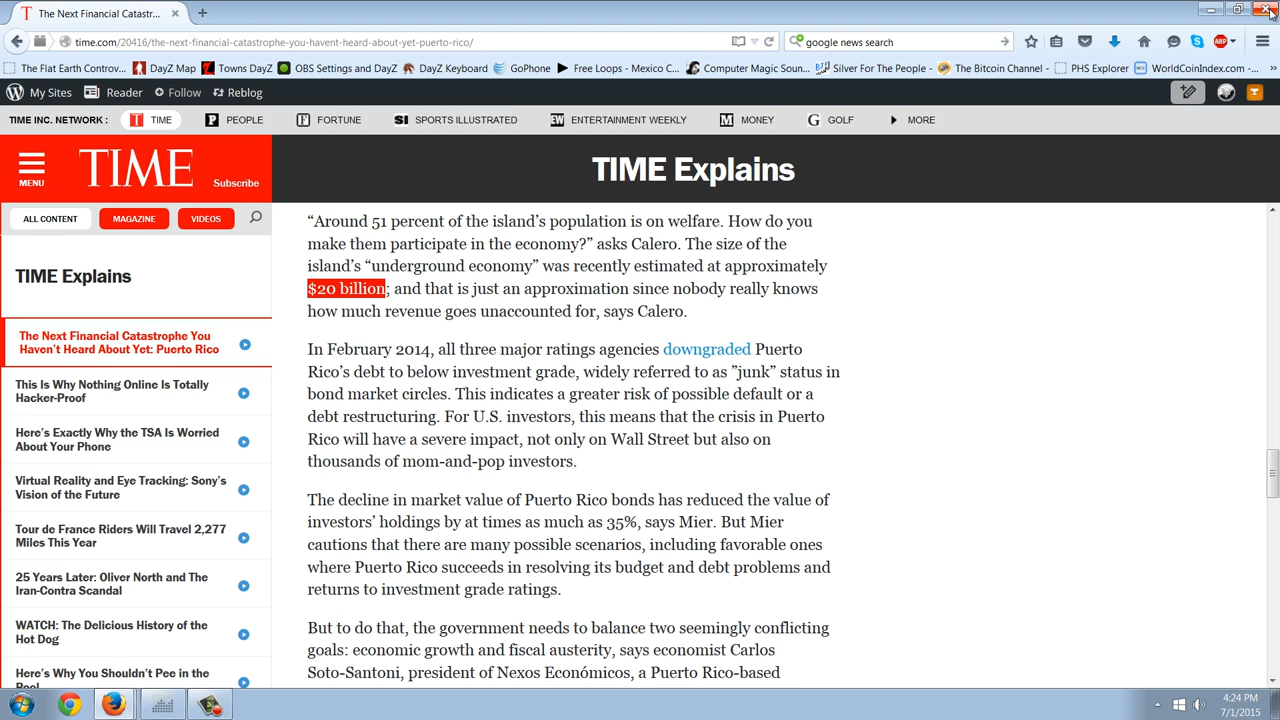 The Next Financial Catastr...
time.com/20416/the-next-financial-catastrophe-you-havent-heard-about-yet-puerto-rico/
google news search
ABP
The Flat Earth Controv... DayZ Map Towns DayZ OBS Settings and DayZ DayZ Keyboard GoPhone Free Loops - Mexico C... Computer Magic Soun... Silver For The People - ... The Bitcoin Channel - ... PHS Explorer WorldCoinIndex.com -...
My Sites Reader Follow Reblog
TIME INC. NETWORK : TIME PEOPLE FORTUNE SI SPORTS ILLUSTRATED EW ENTERTAINMENT WEEKLY MONEY GOLF MORE
MENU
TIME
Subscribe
TIME Explains
ALL CONTENT MAGAZINE VIDEOS
TIME Explains
The Next Financial Catastrophe You
Haven't Heard About Yet: Puerto Rico
This Is Why Nothing Online Is Totally
Hacker-Proof
Here's Exactly Why the TSA Is Worried
About Your Phone
Virtual Reality and Eye Tracking: Sony's
Vision of the Future
Tour de France Riders Will Travel 2,277
Miles This Year
25 Years Later: Oliver North and The
Iran-Contra Scandal
WATCH: The Delicious History of the
Hot Dog
Here's Why You Shouldn't Pee in the
Pool
“Around 51 percent of the island’s population is on welfare. How do you
make them participate in the economy?” asks Calero. The size of the
island’s “underground economy” was recently estimated at approximately
$20 billion; and that is just an approximation since nobody really knows
how much revenue goes unaccounted for, says Calero.
In February 2014, all three major ratings agencies downgraded Puerto
Rico’s debt to below investment grade, widely referred to as ”junk” status in
bond market circles. This indicates a greater risk of possible default or a
debt restructuring. For U.S. investors, this means that the crisis in Puerto
Rico will have a severe impact, not only on Wall Street but also on
thousands of mom-and-pop investors.
The decline in market value of Puerto Rico bonds has reduced the value of
investors’ holdings by at times as much as 35%, says Mier. But Mier
cautions that there are many possible scenarios, including favorable ones
where Puerto Rico succeeds in resolving its budget and debt problems and
returns to investment grade ratings.
But to do that, the government needs to balance two seemingly conflicting
goals: economic growth and fiscal austerity, says economist Carlos
Soto-Santoni, president of Nexos Económicos, a Puerto Rico-based
4:24 PM
7/1/2015